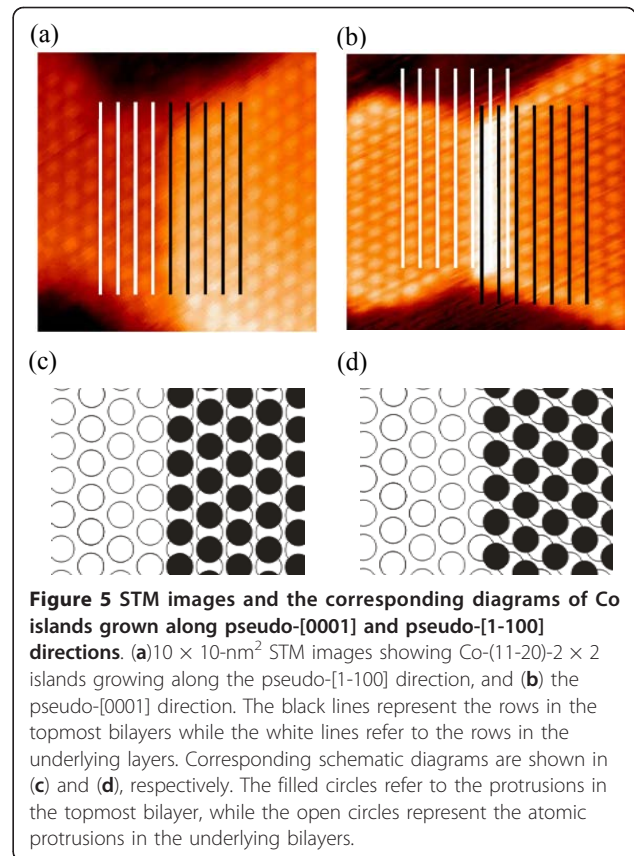 (a)
(b)
(c)
(d)
Figure 5 STM images and the corresponding diagrams of Co
islands grown along pseudo-[0001] and pseudo-[1-100]
directions. (a)10 × 10-nm² STM images showing Co-(11-20)-2 × 2
islands growing along the pseudo-[1-100] direction, and (b) the
pseudo-[0001] direction. The black lines represent the rows in the
topmost bilayers while the white lines refer to the rows in the
underlying layers. Corresponding schematic diagrams are shown in
(c) and (d), respectively. The filled circles refer to the protrusions in
the topmost bilayer, while the open circles represent the atomic
protrusions in the underlying bilayers.